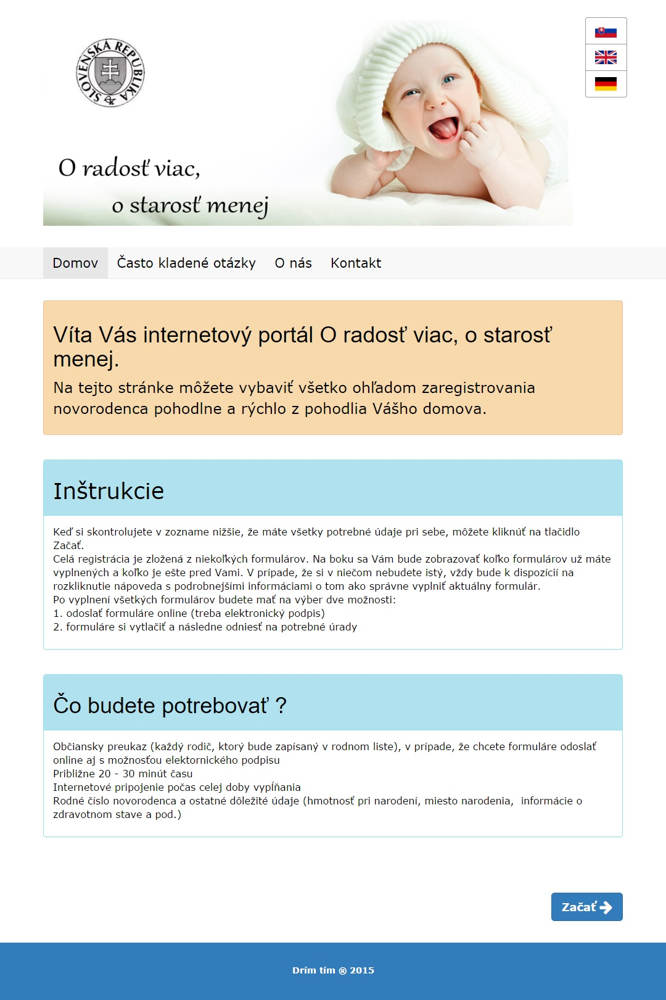 SLOVENSKÁ REPUBLIKA
O radosť viac,
o starosť menej
Domov Často kladené otázky O nás Kontakt
Víta Vás internetový portál O radosť viac, o starosť
menej.
Na tejto stránke môžete vybaviť všetko ohľadom zaregistrovania
novorodenca pohodlne a rýchlo z pohodlia Vášho domova.
Inštrukcie
Keď si skontrolujete v zozname nižšie, že máte všetky potrebné údaje pri sebe, môžete kliknúť na tlačidlo
Začať.
Celá registrácia je zložená z niekoľkých formulárov. Na boku sa Vám bude zobrazovať koľko formulárov už máte
vyplnených a koľko je ešte pred Vami. V prípade, že si v niečom nebudete istý, vždy bude k dispozícií na
rozkliknutie nápoveda s podrobnejšími informáciami o tom ako správne vyplniť aktuálny formulár.
Po vyplnení všetkých formulárov budete mať na výber dve možnosti:
1. odoslať formuláre online (treba elektronický podpis)
2. formuláre si vytlačiť a následne odniesť na potrebné úrady
Čo budete potrebovať ?
Občiansky preukaz (každý rodič, ktorý bude zapísaný v rodnom liste), v prípade, že chcete formuláre odoslať
online aj s možnosťou elektornického podpisu
Približne 20 - 30 minút času
Internetové pripojenie počas celej doby vypĺňania
Rodné číslo novorodenca a ostatné dôležité údaje (hmotnosť pri narodení, miesto narodenia,  informácie o
zdravotnom stave a pod.)
Začať
Drím tím ® 2015